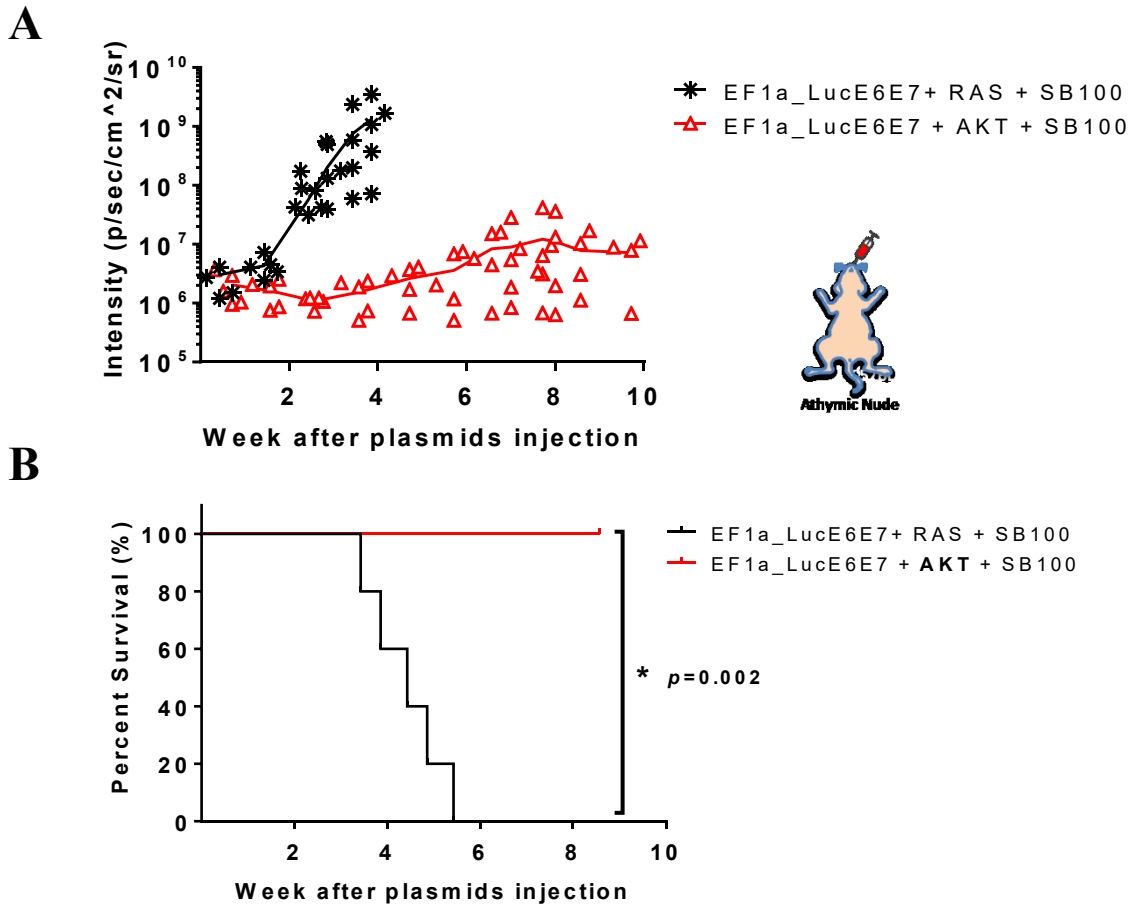 A
10^10
10^9
10^8
10^7
10^6
10^5
Intensity (p/sec/cm^2/sr)
2 4 6 8 10
Week after plasmids injection
EF1a_LucE6E7+ RAS + SB100
EF1a_LucE6E7 + AKT + SB100
Athymic Nude
B
100
80
60
40
20
0
Percent Survival (%)
2 4 6 8 10
Week after plasmids injection
EF1a_LucE6E7+ RAS + SB100
EF1a_LucE6E7 + AKT + SB100
* p=0.002